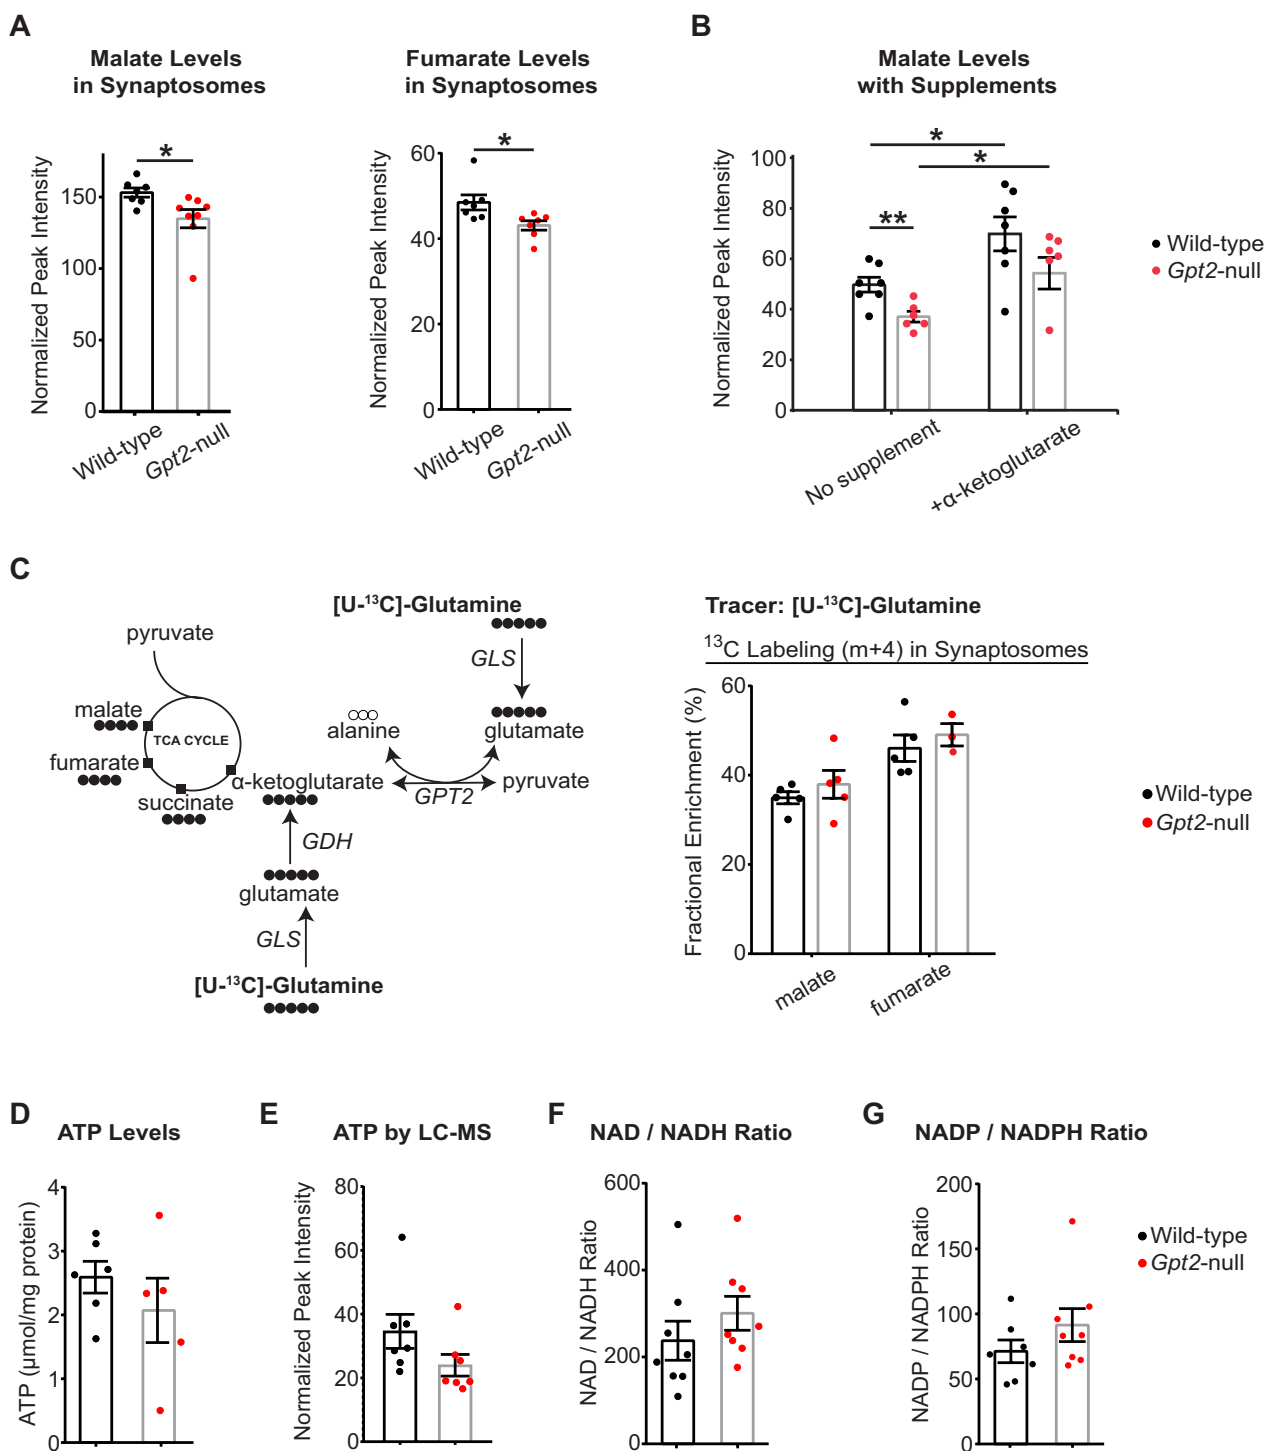 A
Malate Levels
in Synaptosomes
Normalized Peak Intensity
150
100
50
0
*
Wild-type
Gpt2-null
Fumarate Levels
in Synaptosomes
Normalized Peak Intensity
60
40
20
0
*
Wild-type
Gpt2-null
B
Malate Levels
with Supplements
Normalized Peak Intensity
100
80
60
40
20
0
*
*
**
No supplement
+α-ketoglutarate
Wild-type
Gpt2-null
C
[U-¹³C]-Glutamine
GLS
glutamate
pyruvate
malate
fumarate
succinate
TCA CYCLE
alanine
α-ketoglutarate
GPT2
pyruvate
GDH
glutamate
GLS
[U-¹³C]-Glutamine
Tracer: [U-¹³C]-Glutamine
¹³C Labeling (m+4) in Synaptosomes
Fractional Enrichment (%)
60
40
20
0
malate
fumarate
Wild-type
Gpt2-null
D
ATP Levels
ATP (μmol/mg protein)
4
3
2
1
0
E
ATP by LC-MS
Normalized Peak Intensity
80
60
40
20
0
F
NAD / NADH Ratio
NAD / NADH Ratio
600
400
200
0
G
NADP / NADPH Ratio
NADP / NADPH Ratio
200
150
100
50
0
Wild-type
Gpt2-null